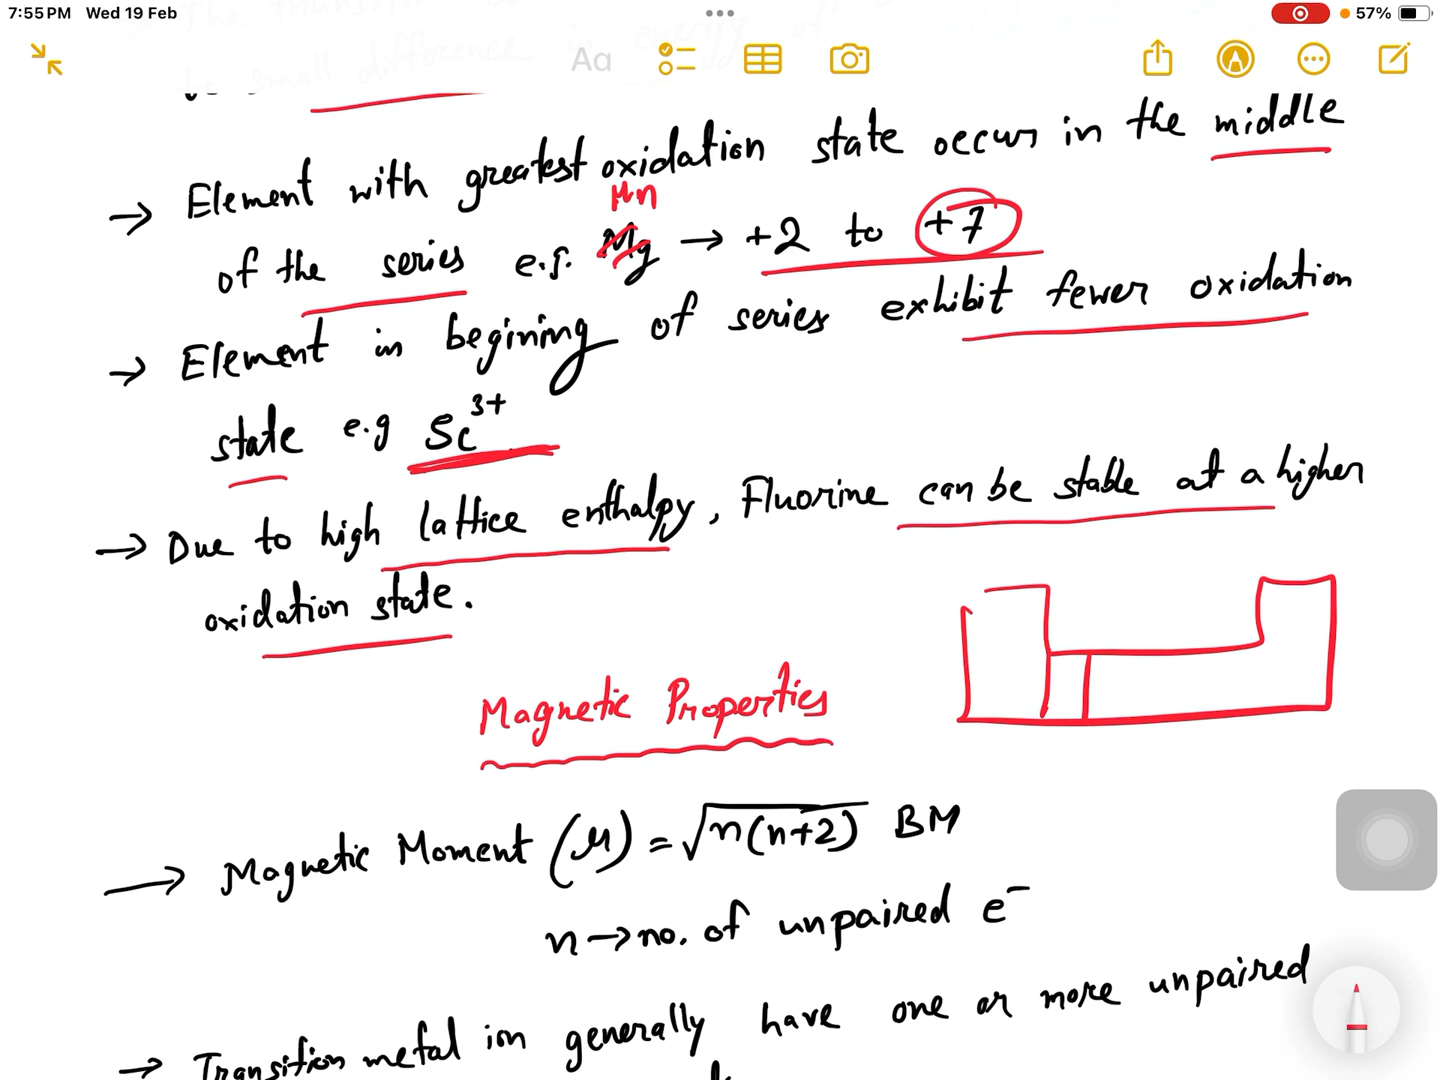 7:55 PM Wed 19 Feb
57%
Aa
→ Element with greatest oxidation state occurs in the middle
Mn
of the series e.g. Mg → +2 to +7
→ Element in begining of series exhibit fewer oxidation
state e.g Sc3+
→ Due to high lattice enthalpy, Fluorine can be stable at a higher
oxidation state.
Magnetic Properties
→ Magnetic Moment (μ) = √n(n+2) BM
n → no. of unpaired e⁻
→ Transition metal ion generally have one or more unpaired